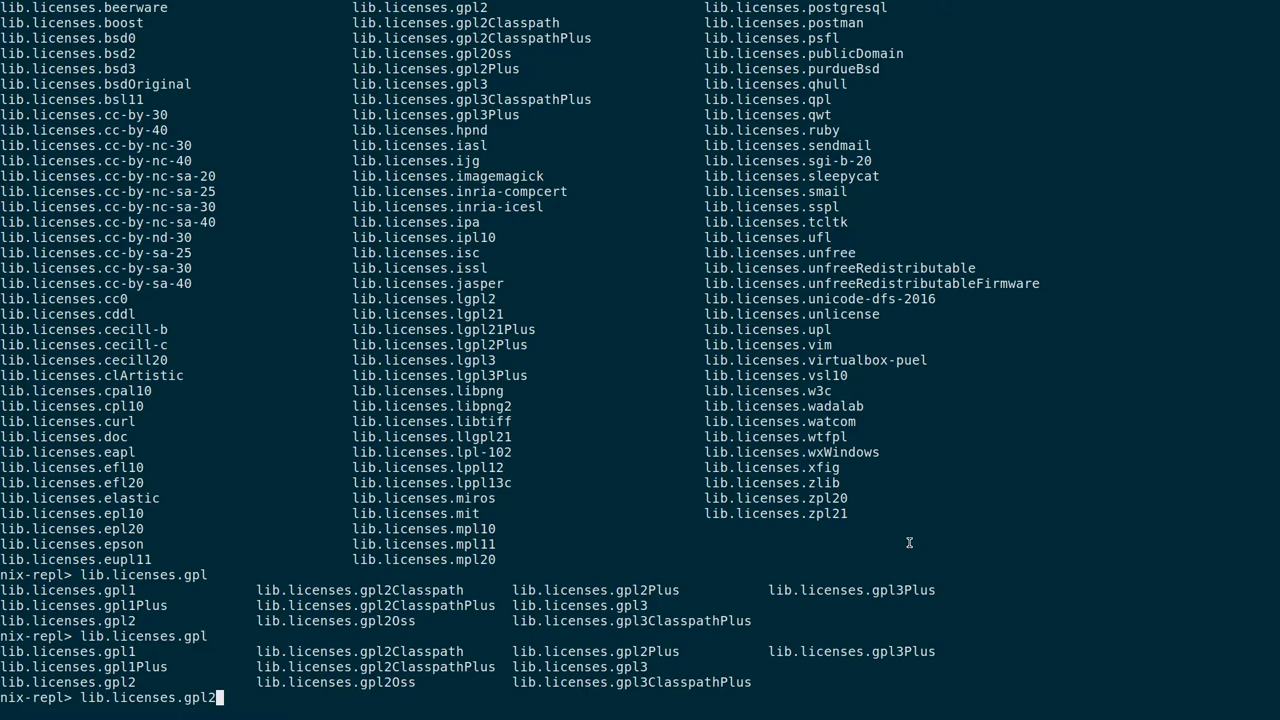 lib.licenses.beerware lib.licenses.gpl2 lib.licenses.postgresql
lib.licenses.boost lib.licenses.gpl2Classpath lib.licenses.postman
lib.licenses.bsd0 lib.licenses.gpl2ClasspathPlus lib.licenses.psfl
lib.licenses.bsd2 lib.licenses.gpl2Oss lib.licenses.publicDomain
lib.licenses.bsd3 lib.licenses.gpl2Plus lib.licenses.purdueBsd
lib.licenses.bsdOriginal lib.licenses.gpl3 lib.licenses.qhull
lib.licenses.bsl11 lib.licenses.gpl3ClasspathPlus lib.licenses.qpl
lib.licenses.cc-by-30 lib.licenses.gpl3Plus lib.licenses.qwt
lib.licenses.cc-by-40 lib.licenses.hpnd lib.licenses.ruby
lib.licenses.cc-by-nc-30 lib.licenses.iasl lib.licenses.sendmail
lib.licenses.cc-by-nc-40 lib.licenses.ijg lib.licenses.sgi-b-20
lib.licenses.cc-by-nc-sa-20 lib.licenses.imagemagick lib.licenses.sleepycat
lib.licenses.cc-by-nc-sa-25 lib.licenses.inria-compcert lib.licenses.smail
lib.licenses.cc-by-nc-sa-30 lib.licenses.inria-icesl lib.licenses.sspl
lib.licenses.cc-by-nc-sa-40 lib.licenses.ipa lib.licenses.tcltk
lib.licenses.cc-by-nd-30 lib.licenses.ipl10 lib.licenses.ufl
lib.licenses.cc-by-sa-25 lib.licenses.isc lib.licenses.unfree
lib.licenses.cc-by-sa-30 lib.licenses.issl lib.licenses.unfreeRedistributable
lib.licenses.cc-by-sa-40 lib.licenses.jasper lib.licenses.unfreeRedistributableFirmware
lib.licenses.cc0 lib.licenses.lgpl2 lib.licenses.unicode-dfs-2016
lib.licenses.cddl lib.licenses.lgpl21 lib.licenses.unlicense
lib.licenses.cecill-b lib.licenses.lgpl21Plus lib.licenses.upl
lib.licenses.cecill-c lib.licenses.lgpl2Plus lib.licenses.vim
lib.licenses.cecill20 lib.licenses.lgpl3 lib.licenses.virtualbox-puel
lib.licenses.clArtistic lib.licenses.lgpl3Plus lib.licenses.vsl10
lib.licenses.cpal10 lib.licenses.libpng lib.licenses.w3c
lib.licenses.cpl10 lib.licenses.libpng2 lib.licenses.wadalab
lib.licenses.curl lib.licenses.libtiff lib.licenses.watcom
lib.licenses.doc lib.licenses.llgpl21 lib.licenses.wtfpl
lib.licenses.eapl lib.licenses.lpl-102 lib.licenses.wxWindows
lib.licenses.efl10 lib.licenses.lppl12 lib.licenses.xfig
lib.licenses.efl20 lib.licenses.lppl13c lib.licenses.zlib
lib.licenses.elastic lib.licenses.miros lib.licenses.zpl20
lib.licenses.epl10 lib.licenses.mit lib.licenses.zpl21
lib.licenses.epl20 lib.licenses.mpl10
lib.licenses.epson lib.licenses.mpl11
lib.licenses.eupl11 lib.licenses.mpl20
nix-repl> lib.licenses.gpl
lib.licenses.gpl1 lib.licenses.gpl2Classpath lib.licenses.gpl2Plus lib.licenses.gpl3Plus
lib.licenses.gpl1Plus lib.licenses.gpl2ClasspathPlus lib.licenses.gpl3
lib.licenses.gpl2 lib.licenses.gpl2Oss lib.licenses.gpl3ClasspathPlus
nix-repl> lib.licenses.gpl
lib.licenses.gpl1 lib.licenses.gpl2Classpath lib.licenses.gpl2Plus lib.licenses.gpl3Plus
lib.licenses.gpl1Plus lib.licenses.gpl2ClasspathPlus lib.licenses.gpl3
lib.licenses.gpl2 lib.licenses.gpl2Oss lib.licenses.gpl3ClasspathPlus
nix-repl> lib.licenses.gpl2